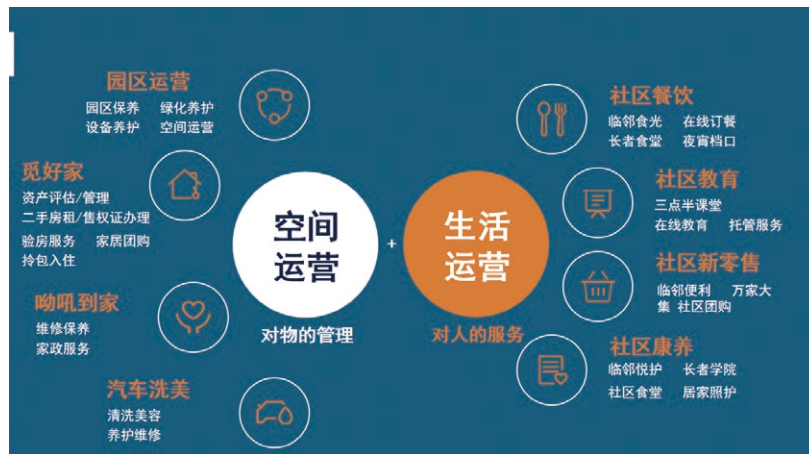 园区运营
园区保养 绿化养护
设备养护 空间运营
觅好家
资产评估/管理
二手房租/售权证办理
验房服务 家居团购
拎包入住
呦吼到家
维修保养
家政服务
汽车洗美
清洗美容
养护维修
空间
运营
对物的管理
+
生活
运营
对人的服务
社区餐饮
临邻食光 在线订餐
长者食堂 夜宵档口
社区教育
三点半课堂
在线教育 托管服务
社区新零售
临邻便利 万家大
集 社区团购
社区康养
临邻悦护 长者学院
社区食堂 居家照护